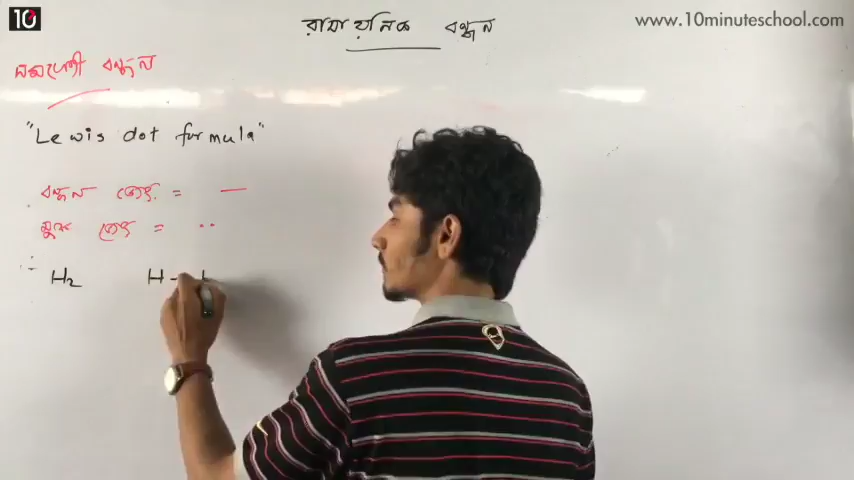 10
www.10minuteschool.com
রাসায়নিক বন্ধন
সমযোজী বন্ধন
"Lewis dot formula"
বন্ধন জোড় = —
মুক্ত জোড় = ··
H₂ H –